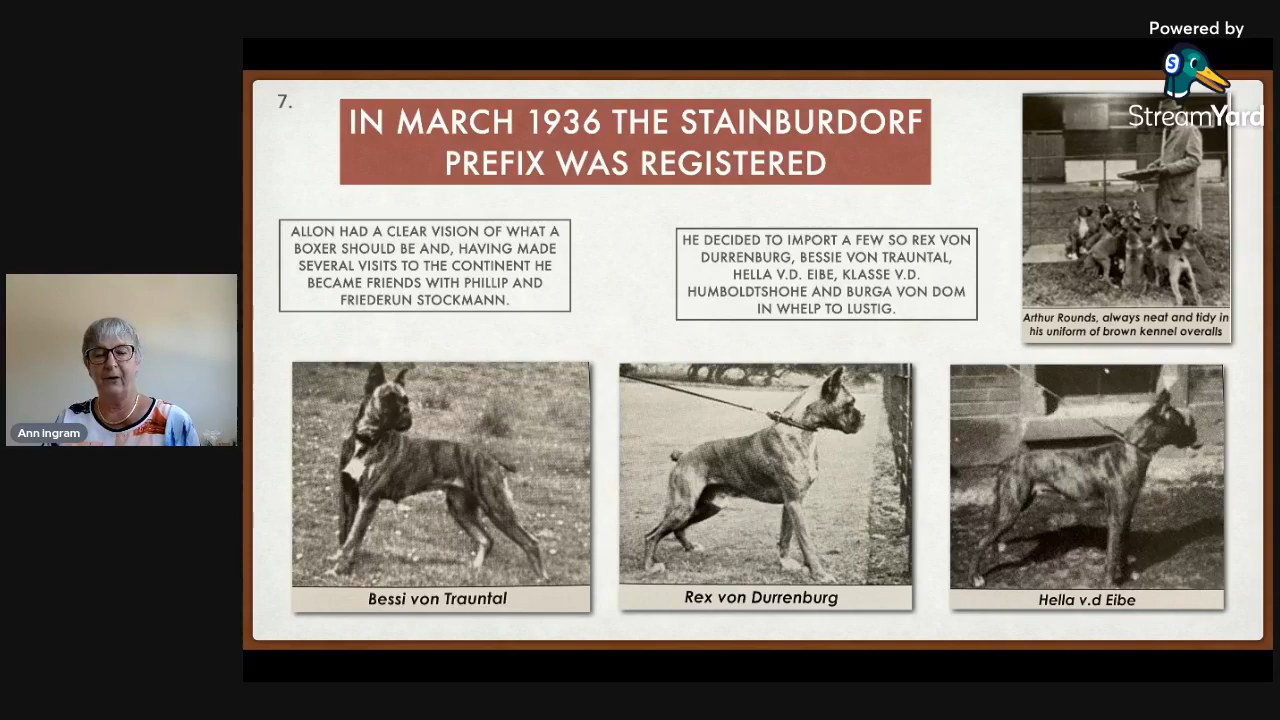 Powered by
StreamYard
7.
IN MARCH 1936 THE STAINBURDORF
PREFIX WAS REGISTERED
ALLON HAD A CLEAR VISION OF WHAT A
BOXER SHOULD BE AND, HAVING MADE
SEVERAL VISITS TO THE CONTINENT HE
BECAME FRIENDS WITH PHILLIP AND
FRIEDERUN STOCKMANN.
HE DECIDED TO IMPORT A FEW SO REX VON
DURRENBURG, BESSIE VON TRAUNTAL,
HELLA V.D. EIBE, KLASSE V.D.
HUMBOLDTSHOHE AND BURGA VON DOM
IN WHELP TO LUSTIG.
Arthur Rounds, always neat and tidy in
his uniform of brown kennel overalls
Ann ingram
Bessi von Trauntal
Rex von Durrenburg
Hella v.d Eibe